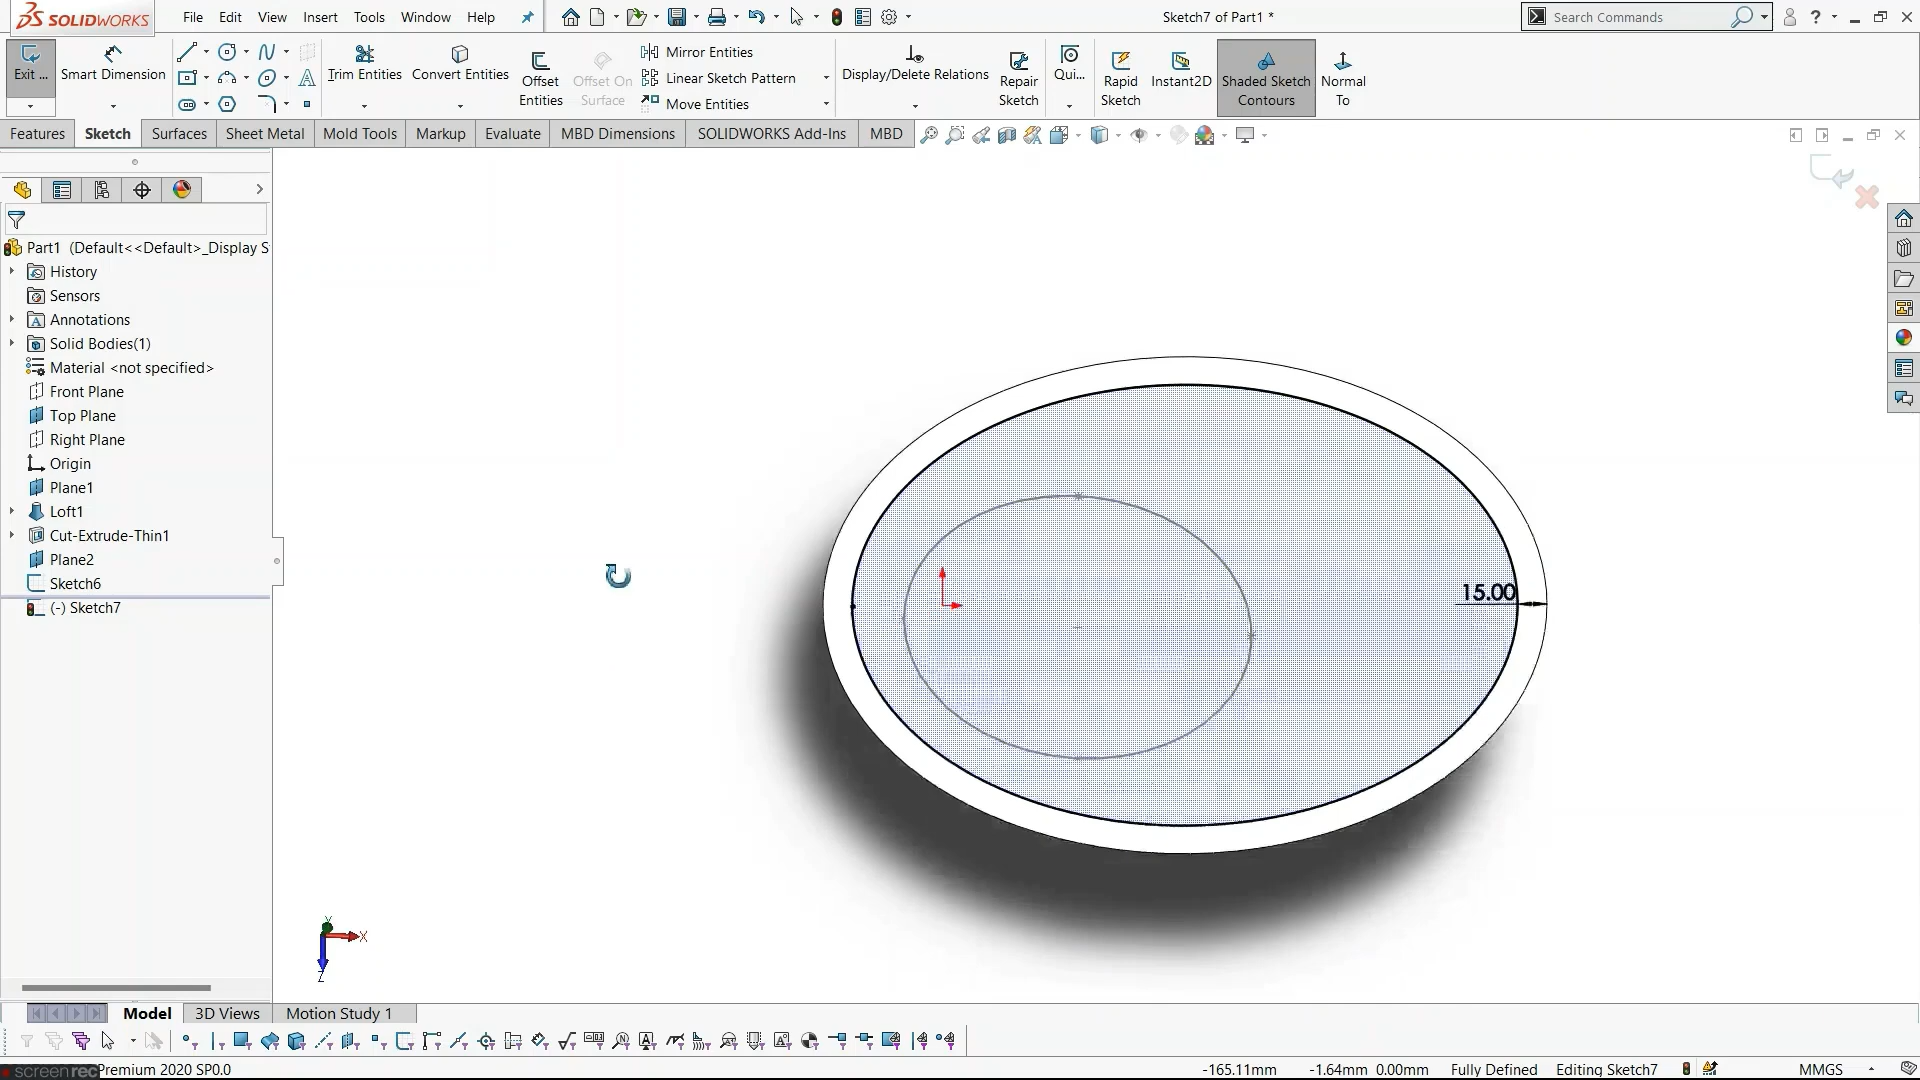 SOLIDWORKS
File Edit View Insert Tools Window Help
Sketch7 of Part1 *
Search Commands
Exit ...
Smart Dimension
Trim Entities
Convert Entities
Offset Entities
Offset On Surface
Mirror Entities
Linear Sketch Pattern
Move Entities
Display/Delete Relations
Repair Sketch
Qui...
Rapid Sketch
Instant2D
Shaded Sketch Contours
Normal To
Features Sketch Surfaces Sheet Metal Mold Tools Markup Evaluate MBD Dimensions SOLIDWORKS Add-Ins MBD
Part1 (Default<<Default>_Display S
History
Sensors
Annotations
Solid Bodies(1)
Material <not specified>
Front Plane
Top Plane
Right Plane
Origin
Plane1
Loft1
Cut-Extrude-Thin1
Plane2
Sketch6
(-) Sketch7
15.00
Y
X
Z
Model 3D Views Motion Study 1
screenrec
Premium 2020 SP0.0
-165.11mm -1.64mm 0.00mm Fully Defined Editing Sketch7 MMGS